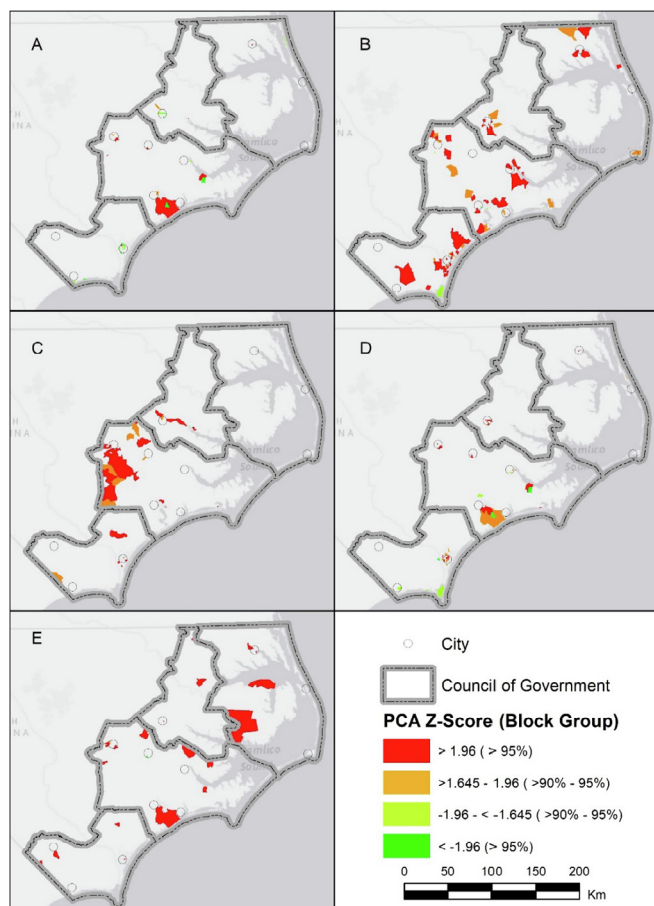 A
B
C
D
E
City
Council of Government
PCA Z-Score (Block Group)
> 1.96 ( > 95%)
>1.645 - 1.96 ( >90% - 95%)
-1.96 - < -1.645 ( >90% - 95%)
< -1.96 ( > 95%)
0 50 100 150 200
Km